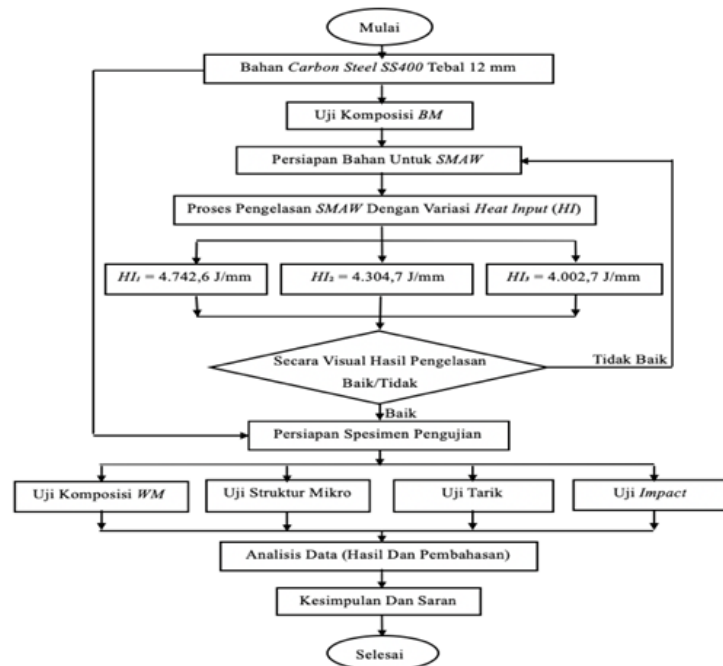 Mulai
Bahan Carbon Steel SS400 Tebal 12 mm
Uji Komposisi BM
Persiapan Bahan Untuk SMAW
Proses Pengelasan SMAW Dengan Variasi Heat Input (HI)
HI₁ = 4.742,6 J/mm
HI₂ = 4.304,7 J/mm
HI₃ = 4.002,7 J/mm
Secara Visual Hasil Pengelasan
Baik/Tidak
Tidak Baik
Baik
Persiapan Spesimen Pengujian
Uji Komposisi WM
Uji Struktur Mikro
Uji Tarik
Uji Impact
Analisis Data (Hasil Dan Pembahasan)
Kesimpulan Dan Saran
Selesai